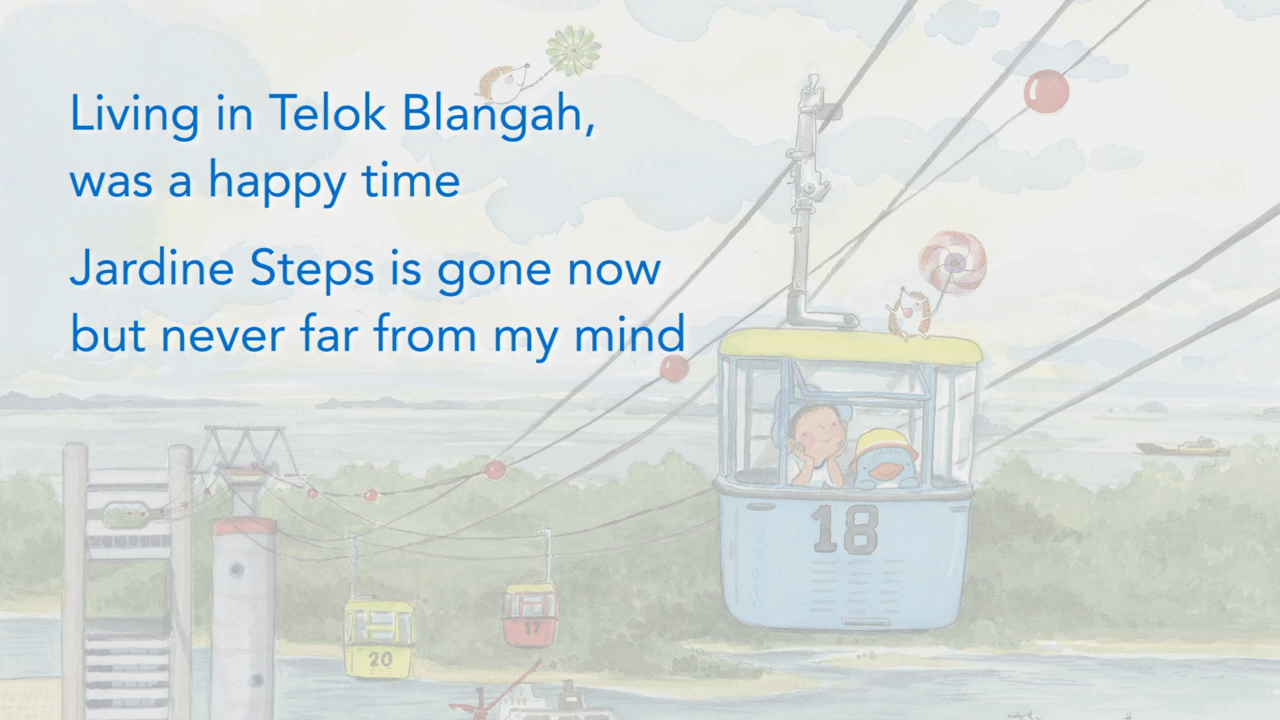 Living in Telok Blangah,
was a happy time
Jardine Steps is gone now
but never far from my mind
18
17
20